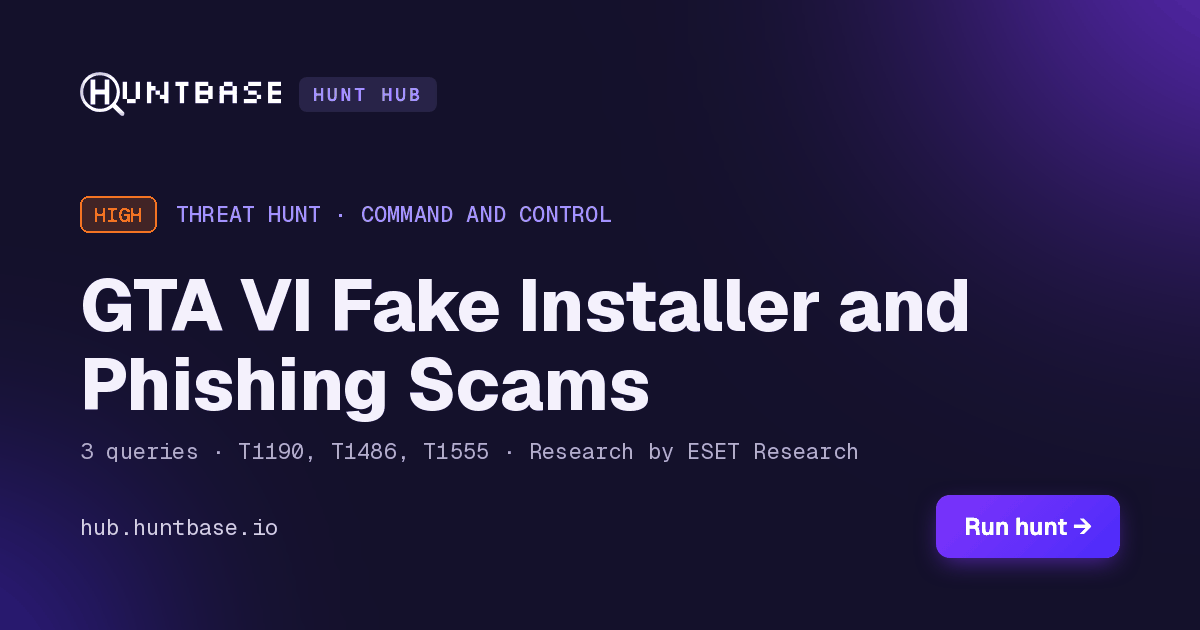 HUNTBASE HUNT HUB
HIGH THREAT HUNT · COMMAND AND CONTROL
GTA VI Fake Installer and
Phishing Scams
3 queries · T1190, T1486, T1555 · Research by ESET Research
hub.huntbase.io
Run hunt →